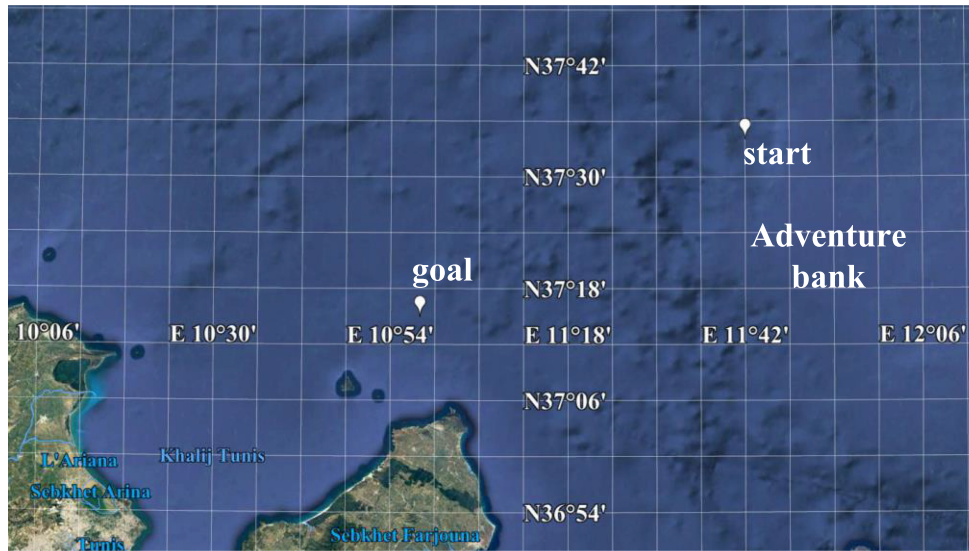 N37°42'
start
N37°30'
Adventure
bank
goal
N37°18'
10°06'
E 10°30'
E 10°54'
E 11°18'
E 11°42'
E 12°06'
N37°06'
Khalij Tunis
L'Ariana
Sebkhet Arina
N36°54'
Sebkhet Farjouna
Tunis